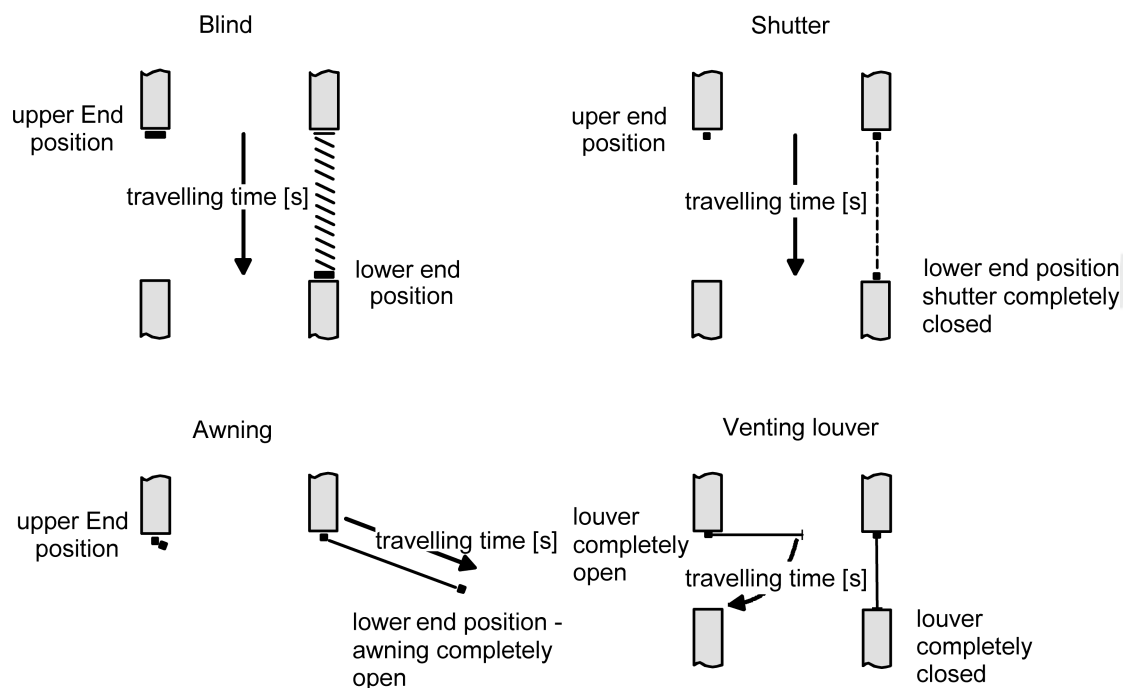 Blind
upper End
position
travelling time [s]
lower end
position
Shutter
uper end
position
travelling time [s]
lower end position
shutter completely
closed
Awning
upper End
position
travelling time [s]
lower end position -
awning completely
open
Venting louver
louver
completely
open
travelling time [s]
louver
completely
closed